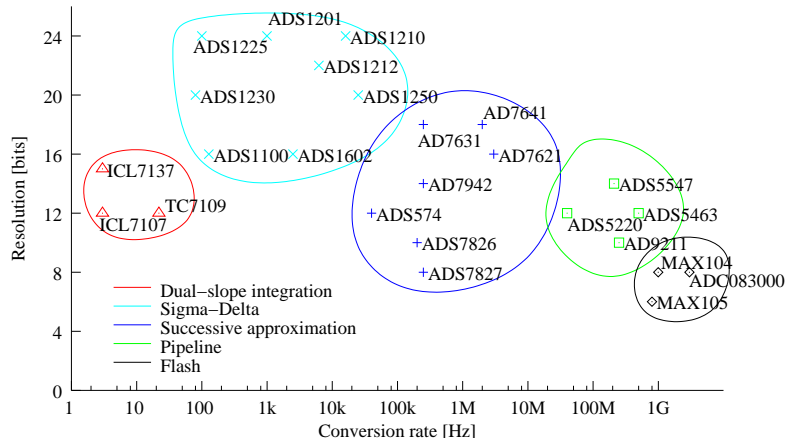 ADS1201
24
ADS1225
ADS1210
ADS1212
20
ADS1230
ADS1250
AD7641
AD7631
16
ADS1100
ADS1602
AD7621
ICL7137
AD7942
ADS5547
12
TC7109
ICL7107
ADS574
ADS5220
ADS5463
ADS7826
AD9211
8
ADS7827
MAX104
ADC083000
MAX105
4
0
Resolution [bits]
Dual-slope integration
Sigma-Delta
Successive approximation
Pipeline
Flash
1 10 100 1k 10k 100k 1M 10M 100M 1G
Conversion rate [Hz]